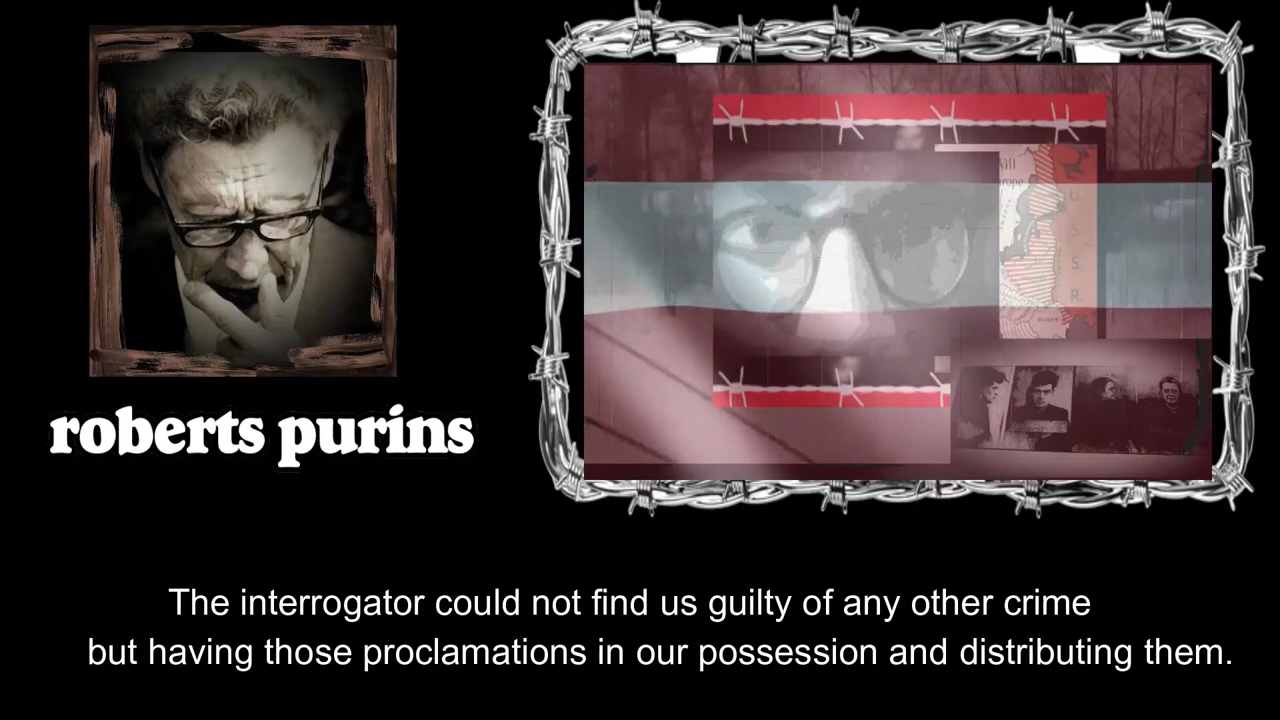 roberts purins
U.
S.
R.
The interrogator could not find us guilty of any other crime
but having those proclamations in our possession and distributing them.